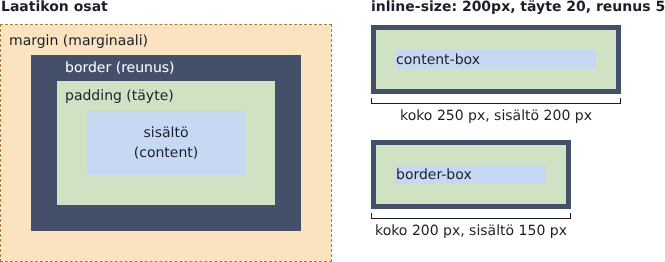 Laatikon osat
margin (marginaali)
border (reunus)
padding (täyte)
sisältö
(content)
inline-size: 200px, täyte 20, reunus 5
content-box
koko 250 px, sisältö 200 px
border-box
koko 200 px, sisältö 150 px